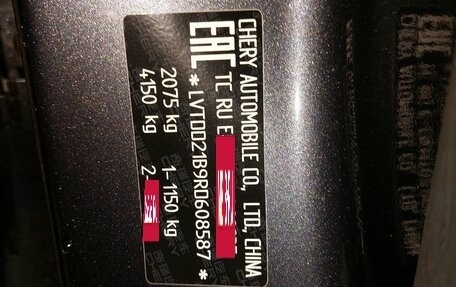 CHERY AUTOMOBILE CO., LTD, CHINA
EAC TC RU E
*LVTDD21B9RD608587*
2075 kg 1-1150 kg
4150 kg 2-